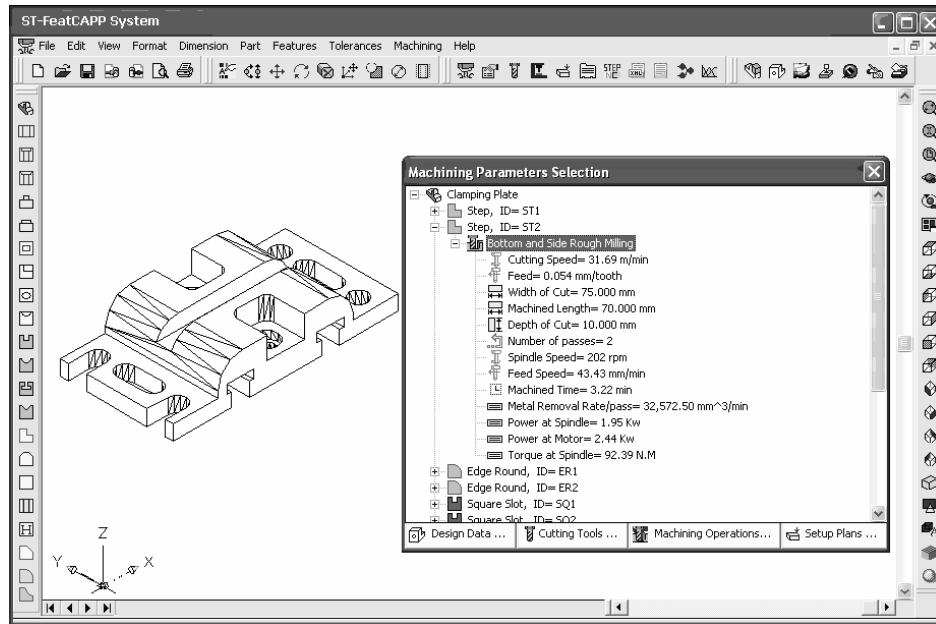 ST-FeatCAPP System
File Edit View Format Dimension Part Features Tolerances Machining Help
Machining Parameters Selection
Clamping Plate
Step, ID= ST1
Step, ID= ST2
Bottom and Side Rough Milling
Cutting Speed= 31.69 m/min
Feed= 0.054 mm/tooth
Width of Cut= 75.000 mm
Machined Length= 70.000 mm
Depth of Cut= 10.000 mm
Number of passes= 2
Spindle Speed= 202 rpm
Feed Speed= 43.43 mm/min
Machined Time= 3.22 min
Metal Removal Rate/pass= 32,572.50 mm^3/min
Power at Spindle= 1.95 Kw
Power at Motor= 2.44 Kw
Torque at Spindle= 92.39 N.M
Edge Round, ID= ER1
Edge Round, ID= ER2
Square Slot, ID= SQ1
Square Slot, ID= SQ2
Design Data ... Cutting Tools ... Machining Operations... Setup Plans ...
Z
Y X